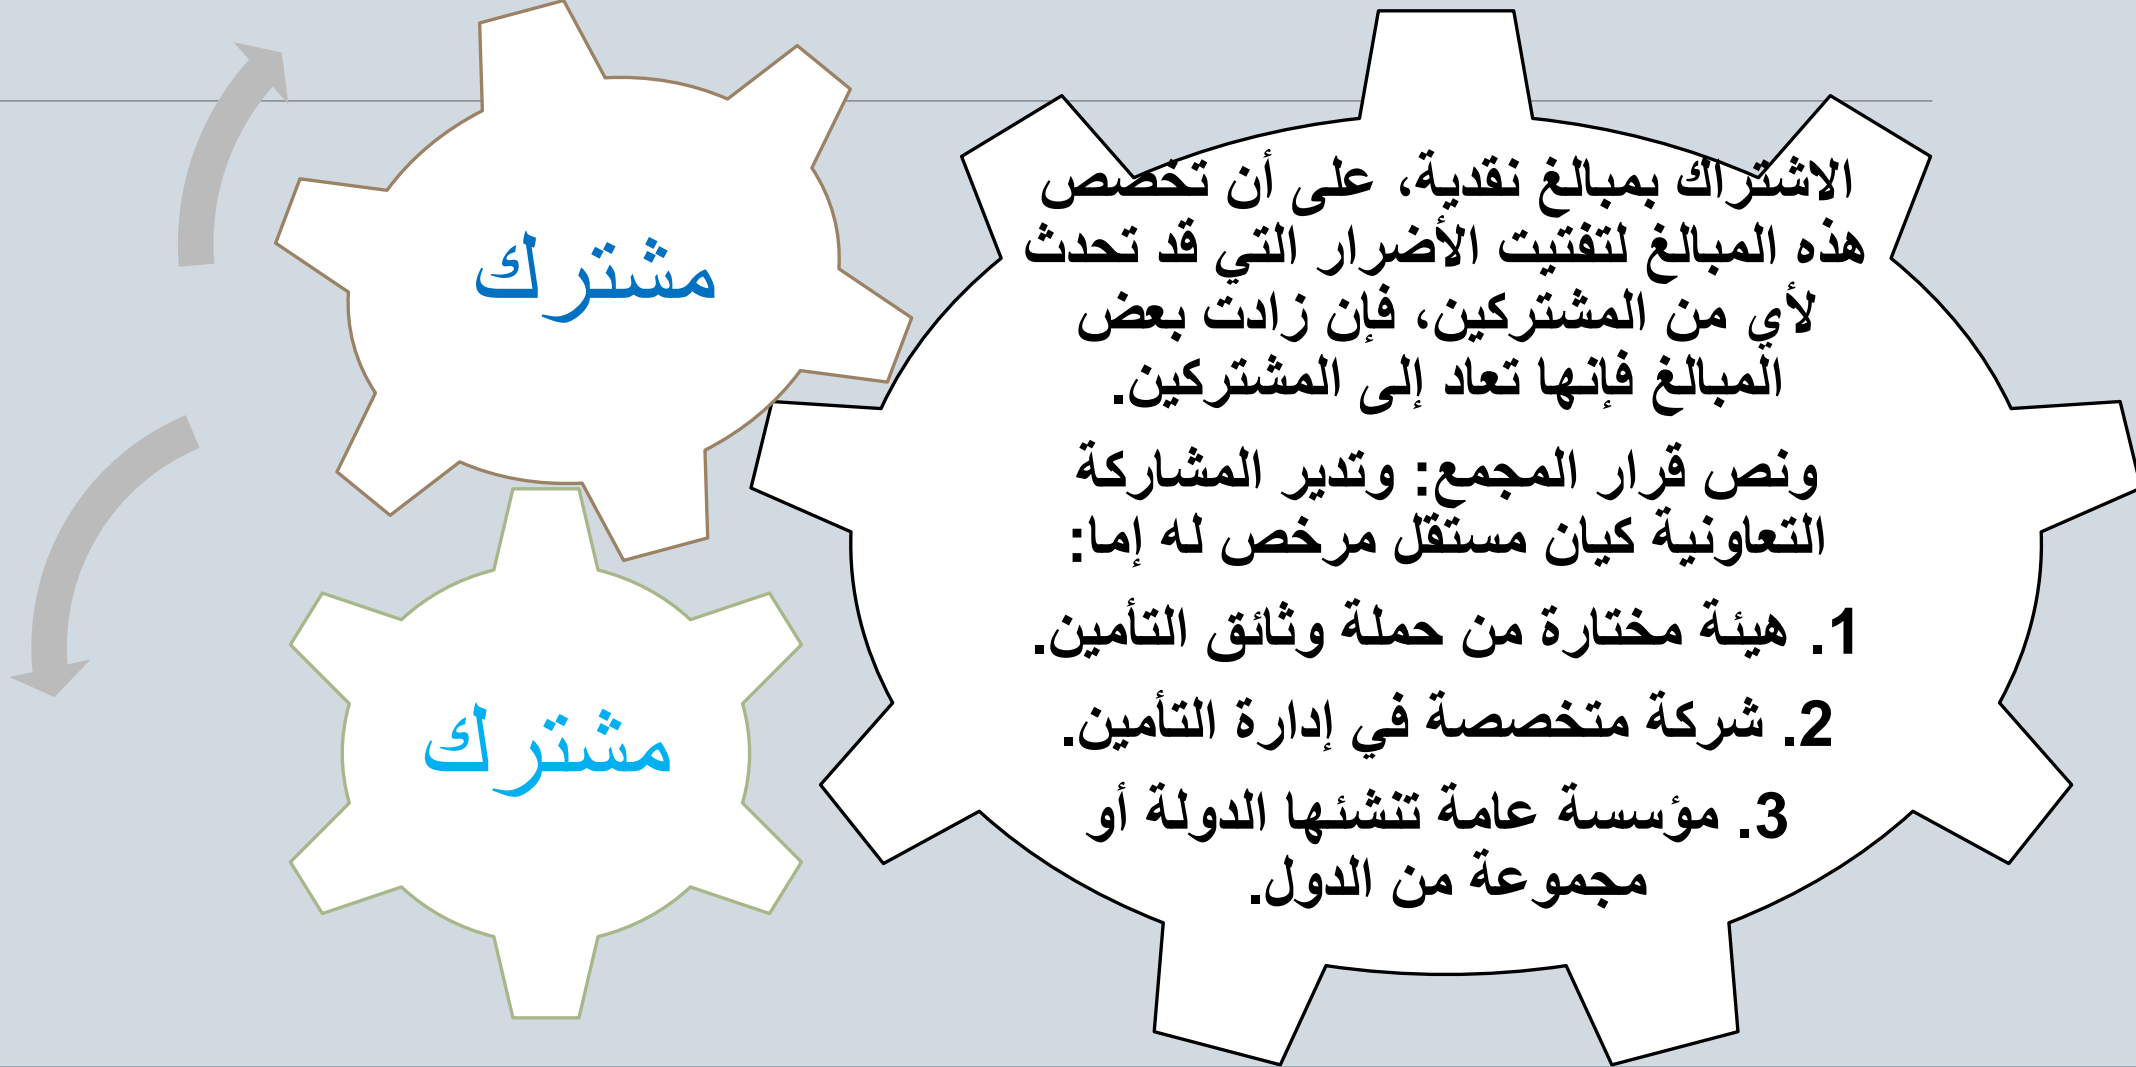 الاشتراك بمبالغ نقدية، على أن تخصص
هذه المبالغ لتفتيت الأضرار التي قد تحدث
لأي من المشتركين، فإن زادت بعض
المبالغ فإنها تعاد إلى المشتركين.
ونص قرار المجمع: وتدير المشاركة
التعاونية كيان مستقل مرخص له إما:
1. هيئة مختارة من حملة وثائق التأمين.
2. شركة متخصصة في إدارة التأمين.
3. مؤسسة عامة تنشئها الدولة أو
مجموعة من الدول.
مشترك
مشترك